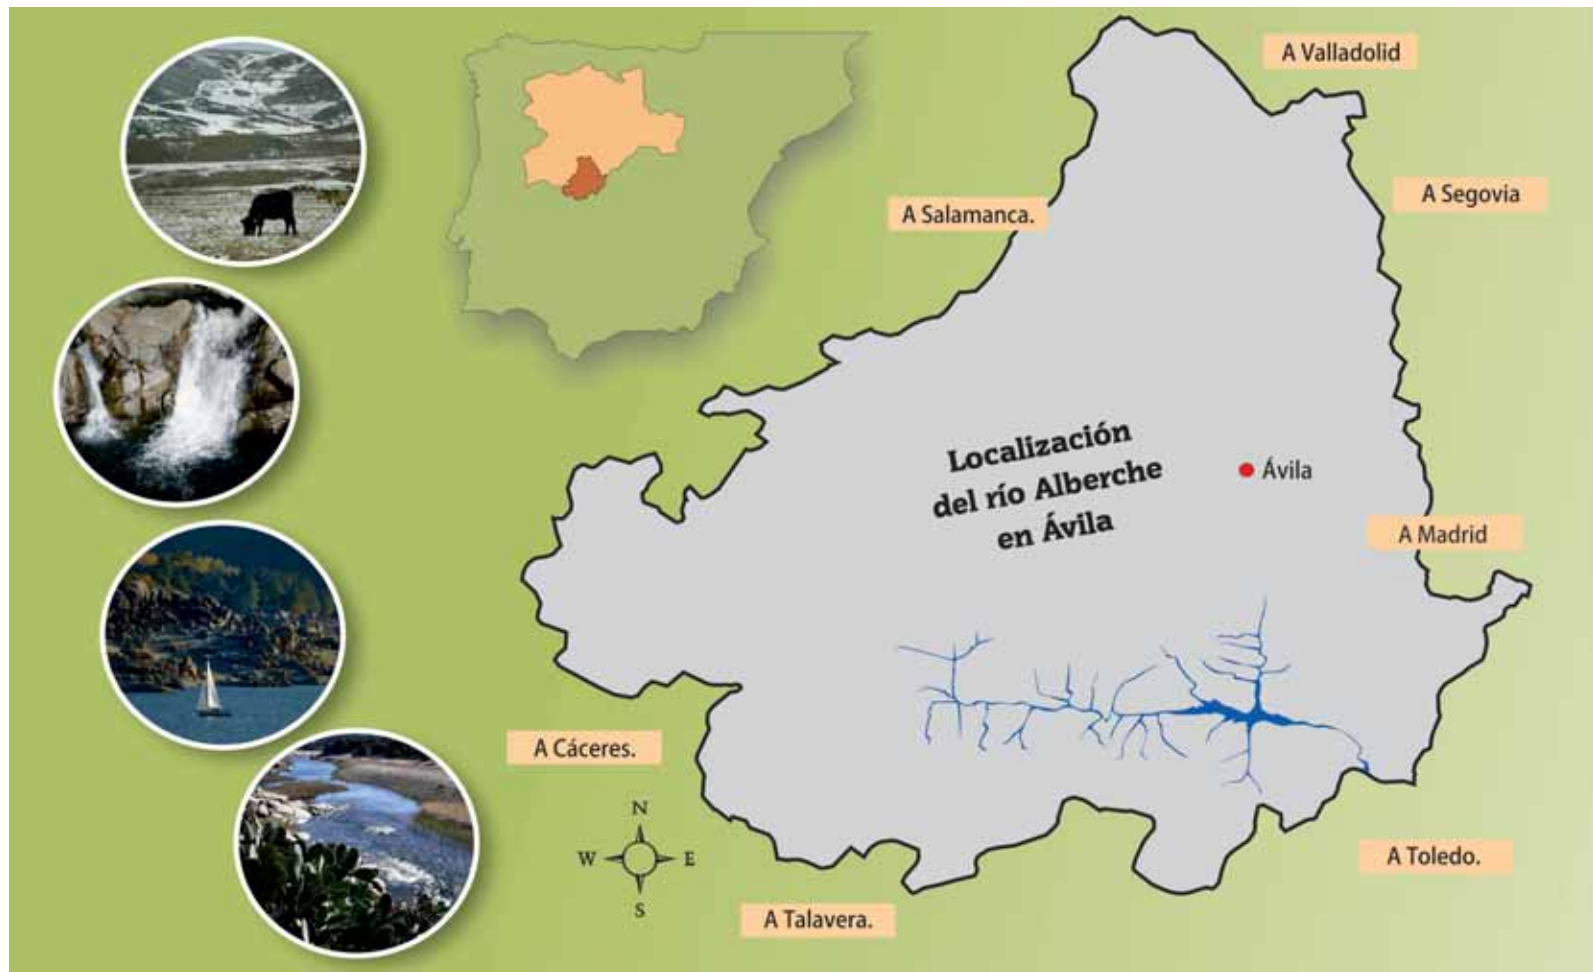 A Valladolid
A Segovia
A Salamanca.
Localización
del río Alberche
en Ávila
Ávila
A Madrid
A Cáceres.
N
W
E
S
A Toledo.
A Talavera.